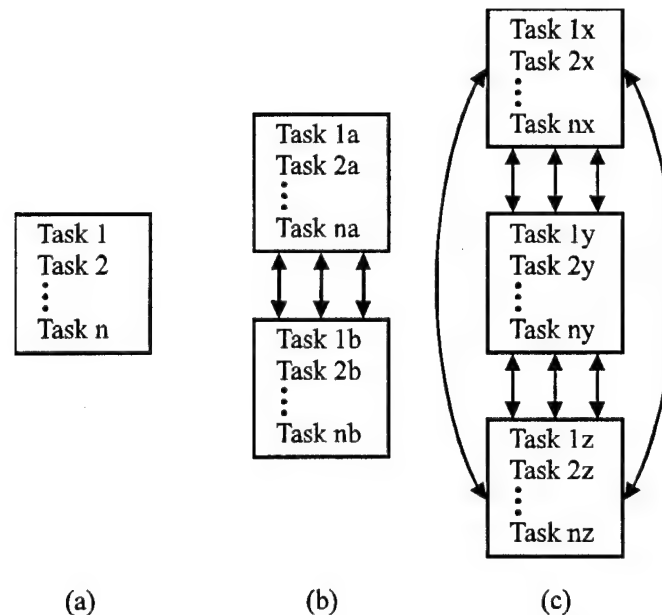 Task 1
Task 2
Task n
(a)
Task 1a
Task 2a
Task na
Task 1b
Task 2b
Task nb
(b)
Task 1x
Task 2x
Task nx
Task 1y
Task 2y
Task ny
Task 1z
Task 2z
Task nz
(c)